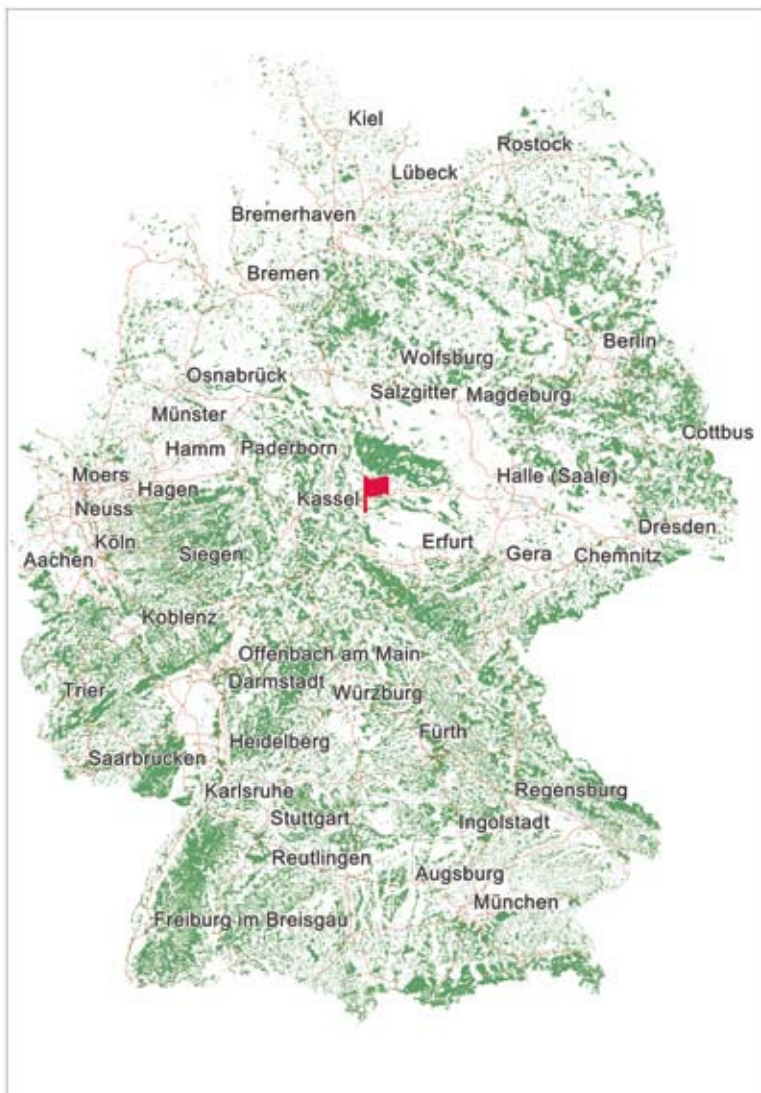 Kiel
Rostock
Lübeck
Bremerhaven
Bremen
Berlin
Wolfsburg
Osnabrück
Salzgitter
Magdeburg
Münster
Cottbus
Hamm
Paderborn
Moers
Halle (Saale)
Hagen
Kassel
Neuss
Dresden
Köln
Erfurt
Aachen
Siegen
Gera
Chemnitz
Koblenz
Offenbach am Main
Darmstadt
Trier
Würzburg
Fürth
Heidelberg
Saarbrucken
Karlsruhe
Regensburg
Stuttgart
Ingolstadt
Reutlingen
Augsburg
München
Freiburg im Breisgau